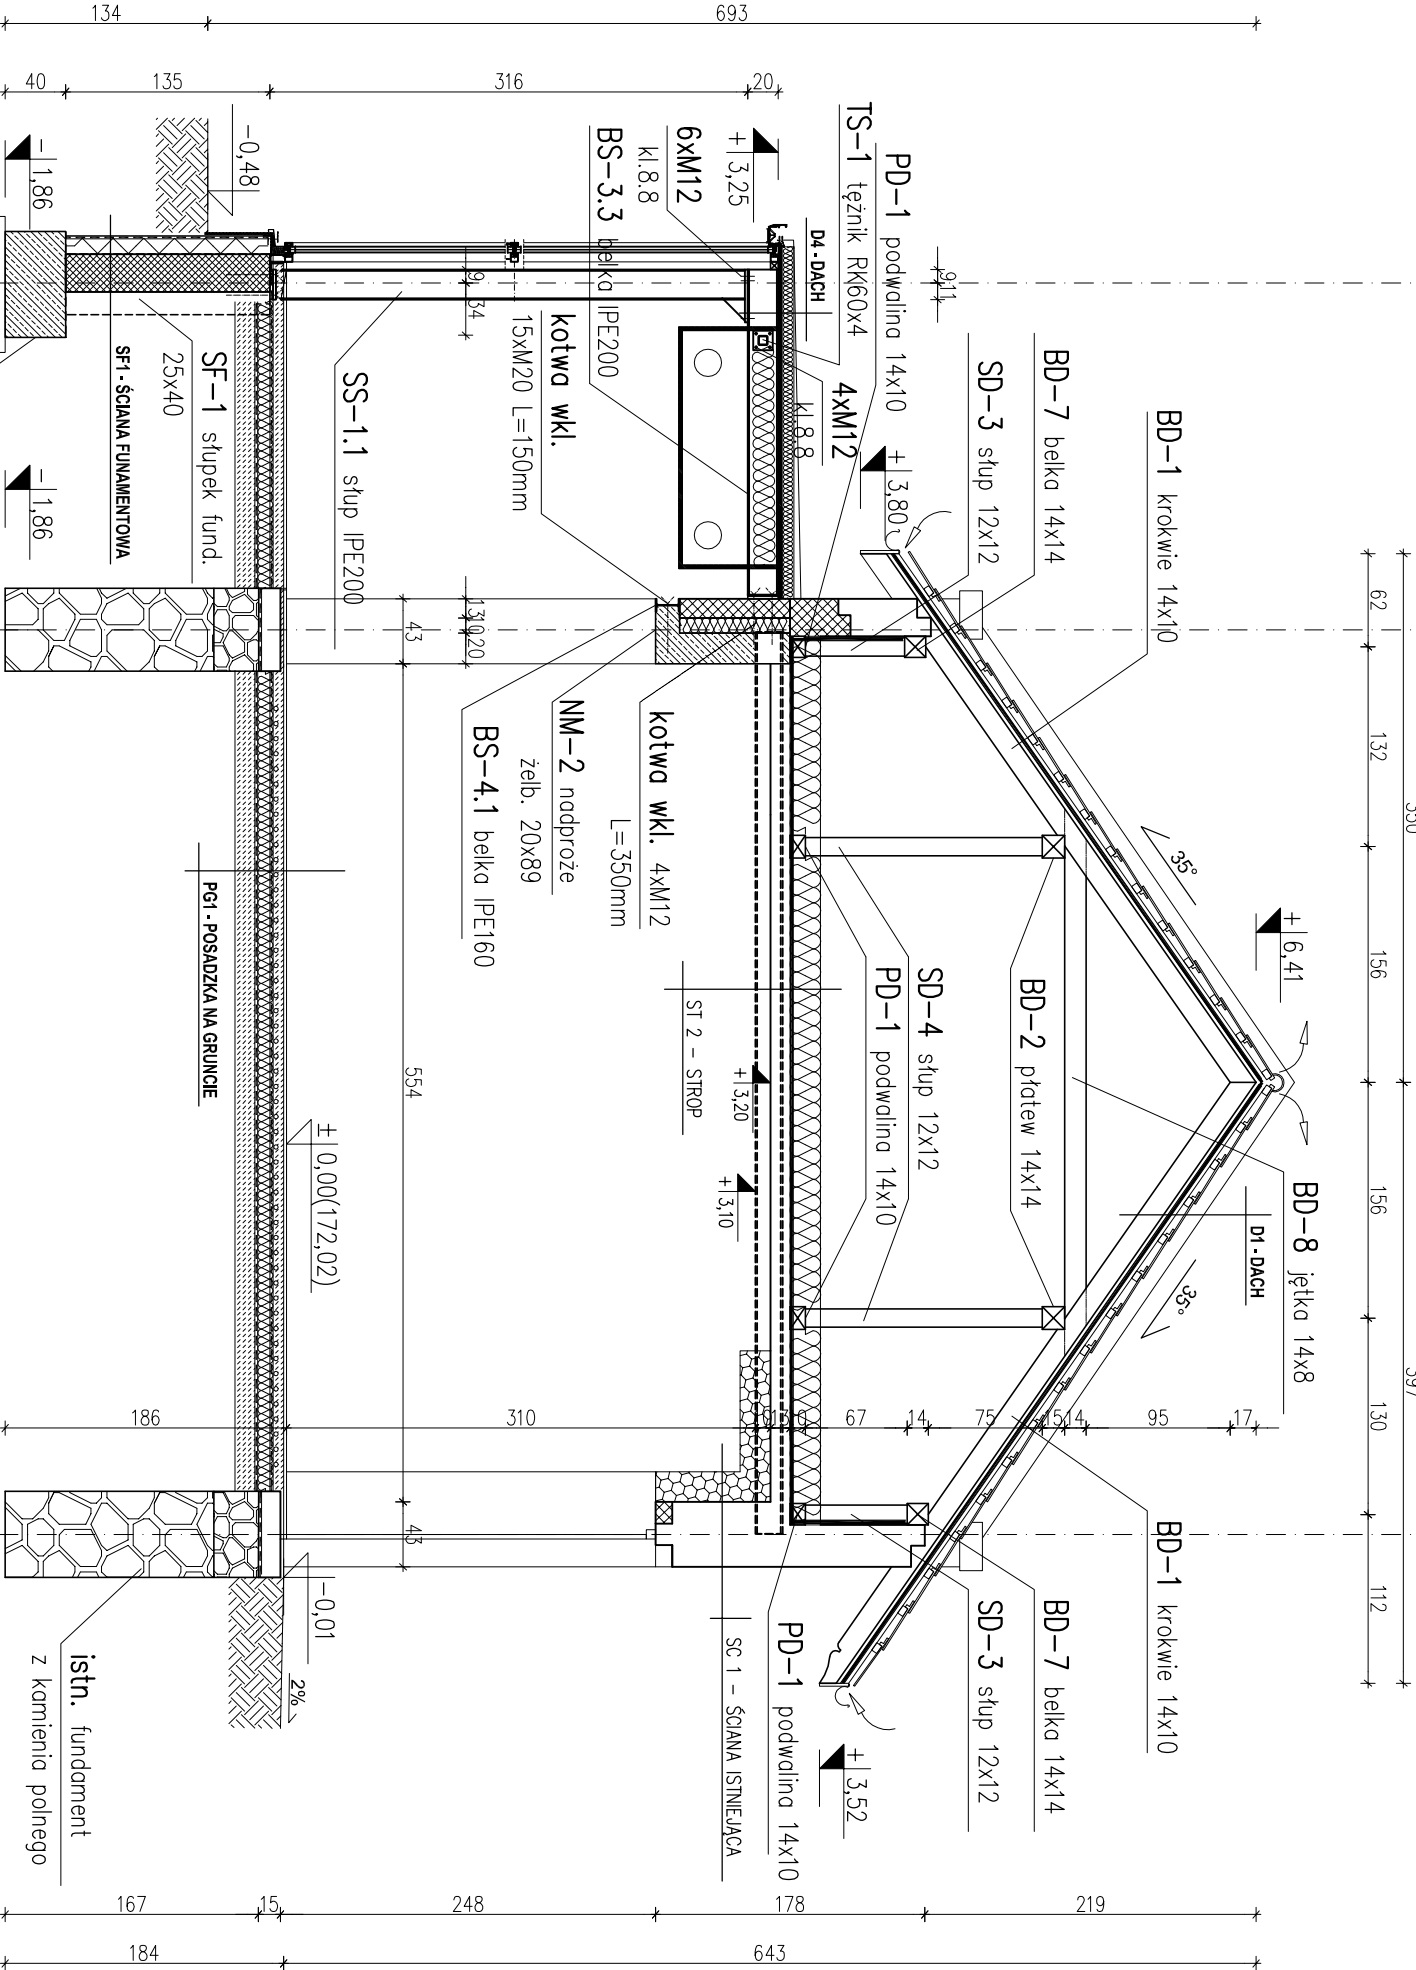 134
693
40
135
316
20
-1,86
-0,48
+3,25
6xM12
kl.8.8
BS-3.3 belka IPE200
TS-1 tężnik RK60x4
PD-1 podwalina 14x10
D4 - DACH
4xM12
kl.8.8
+3,80
SD-3 słup 12x12
BD-7 belka 14x14
BD-1 krokwie 14x10
9
11
9
34
kotwa wkl.
15xM20 L=150mm
SS-1.1 słup IPE200
SF-1 słupek fund.
25x40
SF1 - ŚCIANA FUNAMENTOWA
-1,86
13
10
20
43
62
132
156
156
130
112
kotwa wkl. 4xM12
L=350mm
NM-2 nadproże
żelb. 20x89
BS-4.1 belka IPE160
PG1 - POSADZKA NA GRUNCIE
554
± 0,00(172,02)
ST 2 - STROP
+3,20
+3,10
35°
+6,41
BD-2 płatew 14x14
SD-4 słup 12x12
PD-1 podwalina 14x10
BD-8 jętka 14x8
D1 - DACH
35°
186
310
67
14
75
15
14
95
17
43
-0,01
2%
istn. fundament
z kamienia polnego
SC 1 - ŚCIANA ISTNIEJĄCA
PD-1 podwalina 14x10
SD-3 słup 12x12
BD-7 belka 14x14
BD-1 krokwie 14x10
+3,52
167
15
248
178
219
184
643